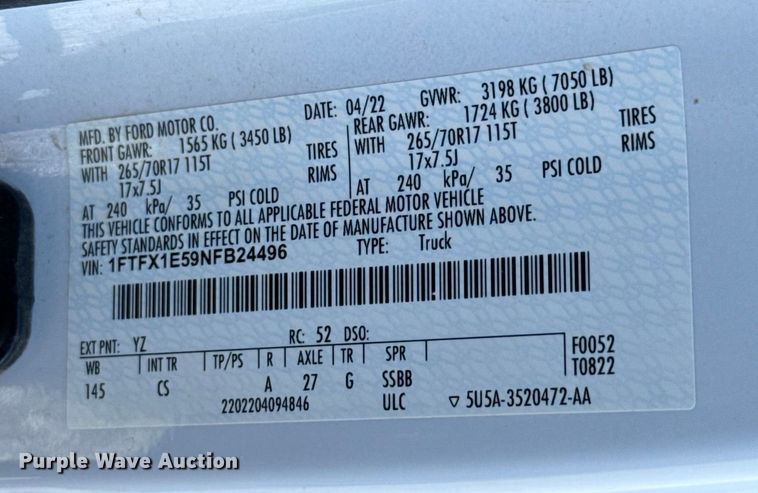 MFD. BY FORD MOTOR CO.
DATE: 04/22 GVWR: 3198 KG ( 7050 LB)
FRONT GAWR: 1565 KG ( 3450 LB)
REAR GAWR: 1724 KG ( 3800 LB)
WITH 265/70R17 115T TIRES
WITH 265/70R17 115T TIRES
17x7.5J RIMS
17x7.5J RIMS
AT 240 kPa/ 35 PSI COLD
AT 240 kPa/ 35 PSI COLD
THIS VEHICLE CONFORMS TO ALL APPLICABLE FEDERAL MOTOR VEHICLE
SAFETY STANDARDS IN EFFECT ON THE DATE OF MANUFACTURE SHOWN ABOVE.
VIN: 1FTFX1E59NFB24496 TYPE: Truck
EXT PNT: YZ RC: 52 DSO:
WB INT TR TP/PS R AXLE TR SPR F0052
145 CS A 27 G SSBB T0822
2202204094846 ULC ▽ 5U5A-3520472-AA
Purple Wave Auction